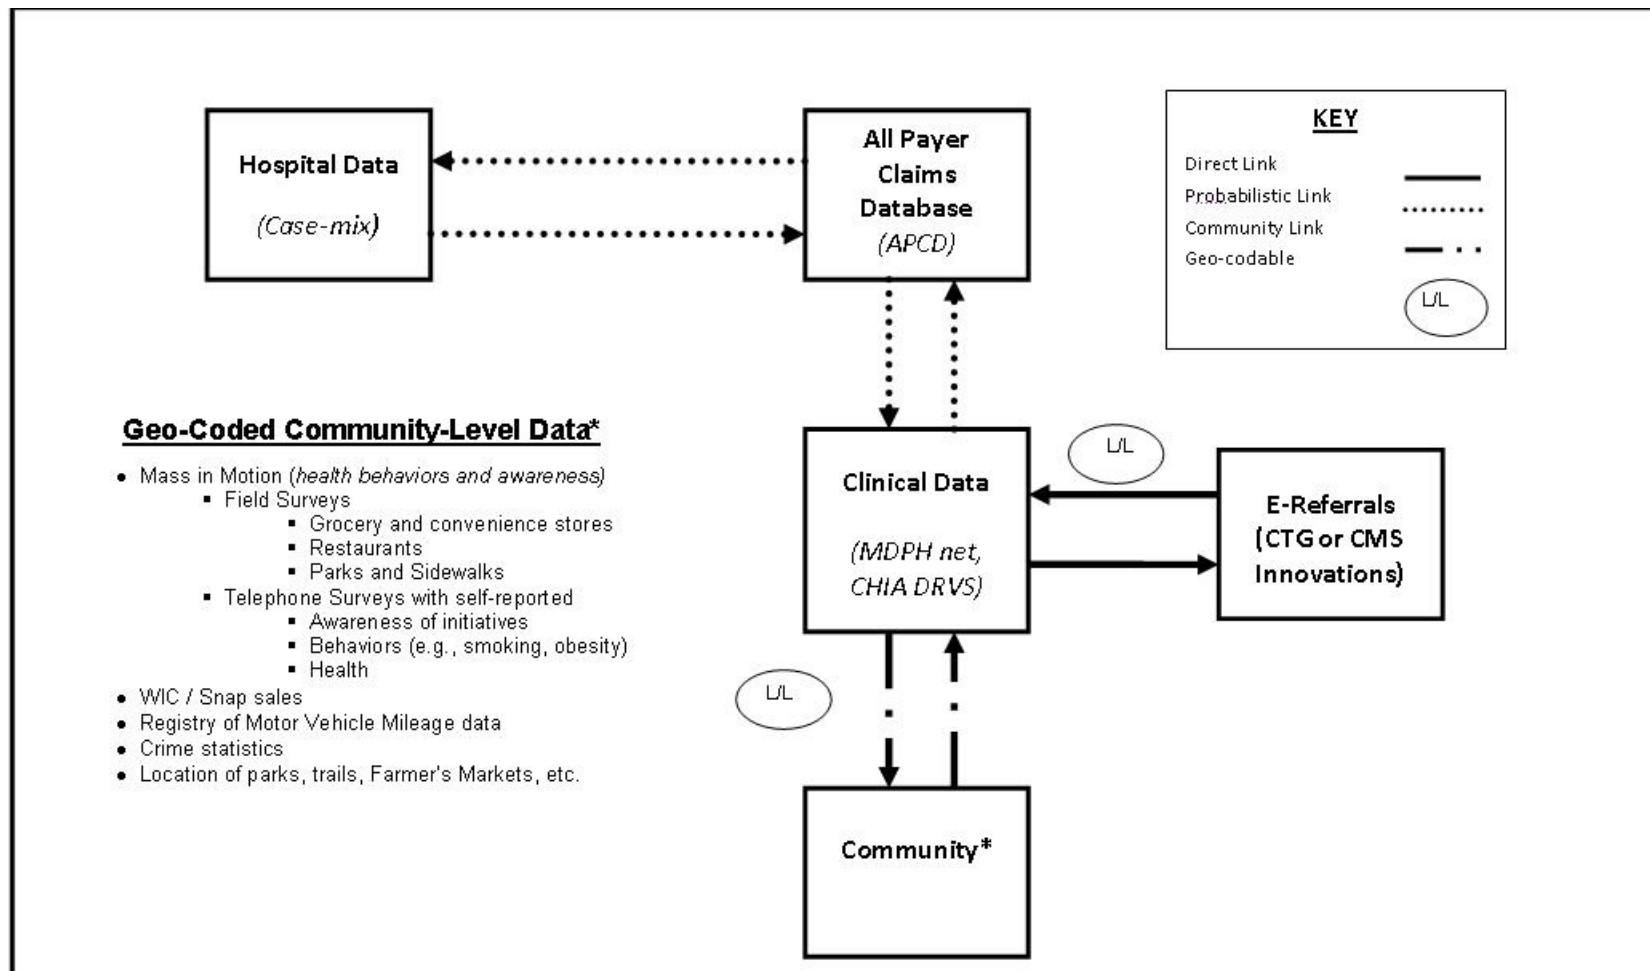 Hospital Data
(Case-mix)
All Payer
Claims
Database
(APCD)
KEY
Direct Link
Probabilistic Link
Community Link
Geo-codable
L/L
Geo-Coded Community-Level Data*
• Mass in Motion (health behaviors and awareness)
▪ Field Surveys
▪ Grocery and convenience stores
▪ Restaurants
▪ Parks and Sidewalks
▪ Telephone Surveys with self-reported
▪ Awareness of initiatives
▪ Behaviors (e.g., smoking, obesity)
▪ Health
• WIC / Snap sales
• Registry of Motor Vehicle Mileage data
• Crime statistics
• Location of parks, trails, Farmer's Markets, etc.
Clinical Data
(MDPH net,
CHIA DRVS)
L/L
E-Referrals
(CTG or CMS
Innovations)
L/L
Community*